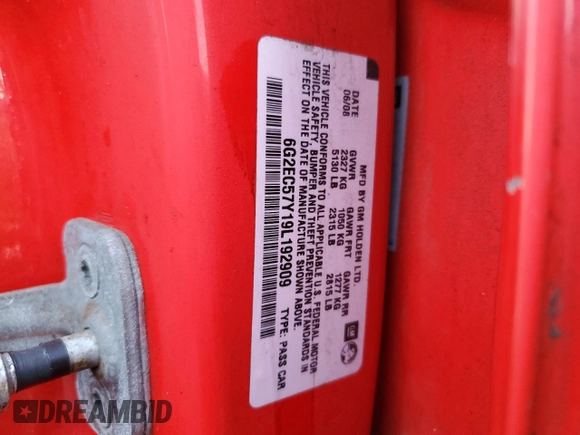 MFD BY GM HOLDEN LTD.
DATE GVWR GAWR FRT GAWR RR
06/08 2327 KG 1050 KG 1277 KG
5130 LB 2315 LB 2815 LB
THIS VEHICLE CONFORMS TO ALL APPLICABLE U.S. FEDERAL MOTOR
VEHICLE SAFETY, BUMPER AND THEFT PREVENTION STANDARDS IN
EFFECT ON THE DATE OF MANUFACTURE SHOWN ABOVE.
6G2EC57Y19L192909 TYPE: PASS CAR
GM
DREAMBID